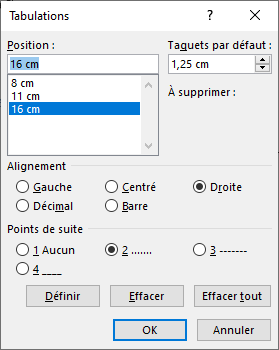 Tabulations
Position :
Taquets par défaut :
16 cm
1,25 cm
8 cm
11 cm
16 cm
À supprimer :
Alignement
Gauche
Centré
Droite
Décimal
Barre
Points de suite
1 Aucun
2 .......
3 -------
4 ____
Définir
Effacer
Effacer tout
OK
Annuler